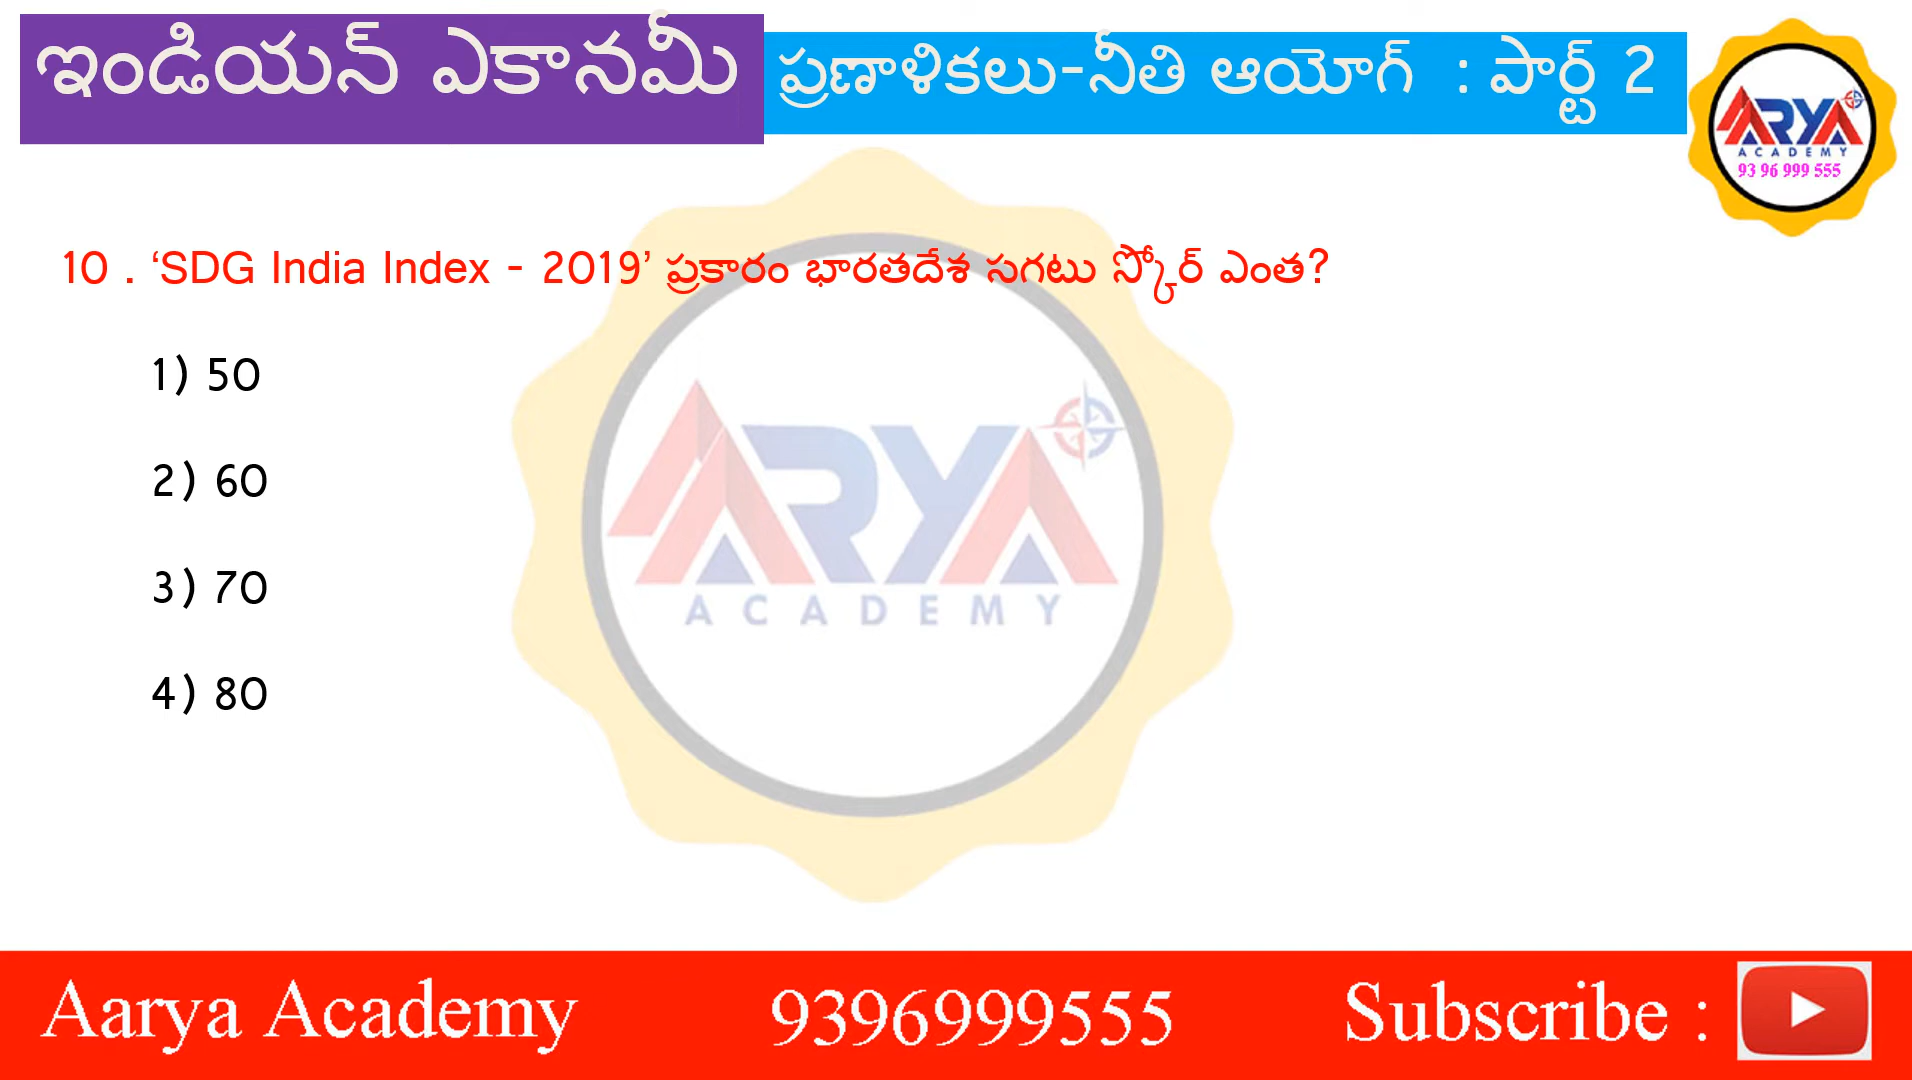 ఇండియన్ ఎకానమీ ప్రణాళికలు-నీతి ఆయోగ్ : పార్ట్ 2
ARYA
ACADEMY
93 96 999 555
10 . ‘SDG India Index - 2019’ ప్రకారం భారతదేశ సగటు స్కోర్ ఎంత?
1) 50
2) 60
3) 70
4) 80
ARYA
ACADEMY
Aarya Academy 9396999555 Subscribe :